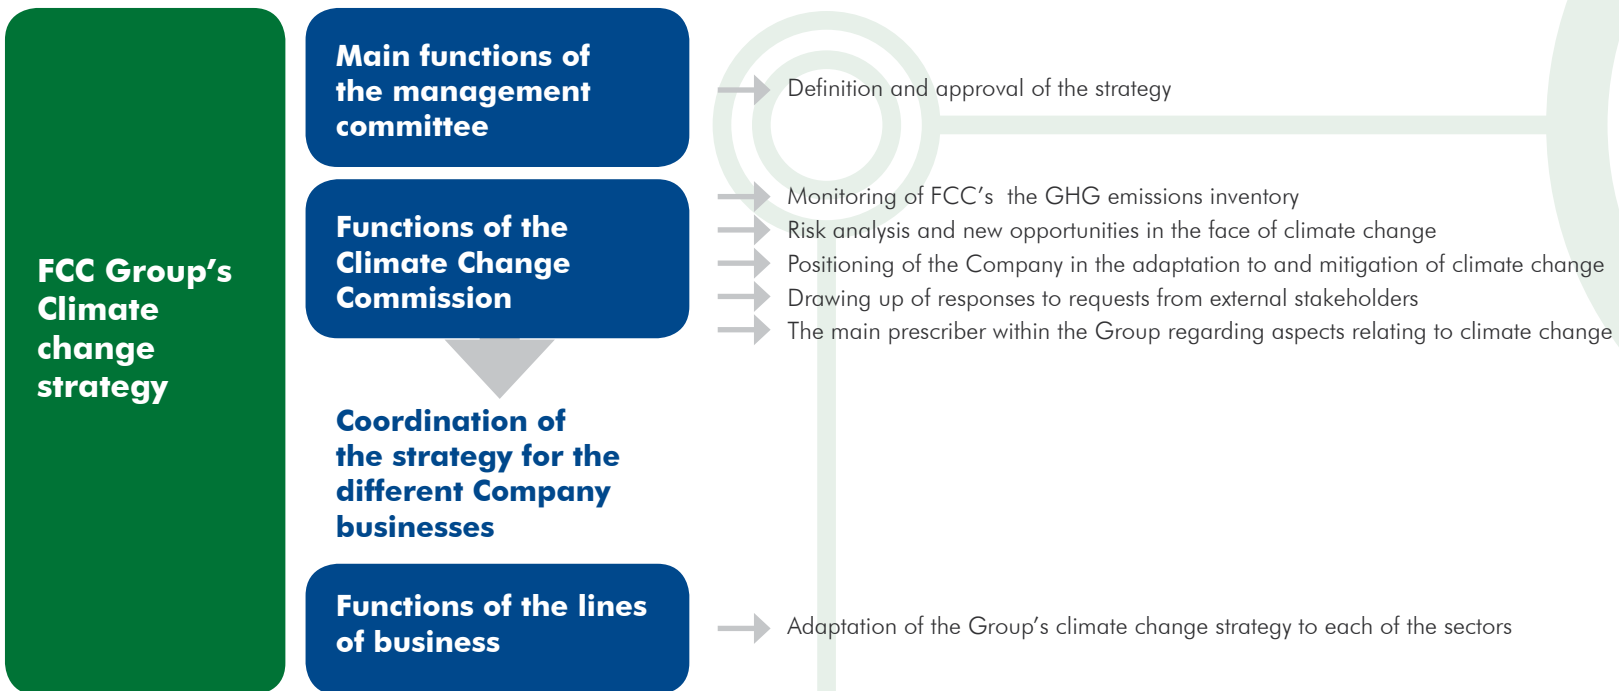 FCC Group's
Climate
change
strategy
Main functions of
the management
committee
Definition and approval of the strategy
Functions of the
Climate Change
Commission
Monitoring of FCC's  the GHG emissions inventory
Risk analysis and new opportunities in the face of climate change
Positioning of the Company in the adaptation to and mitigation of climate change
Drawing up of responses to requests from external stakeholders
The main prescriber within the Group regarding aspects relating to climate change
Coordination of
the strategy for the
different Company
businesses
Functions of the lines
of business
Adaptation of the Group's climate change strategy to each of the sectors